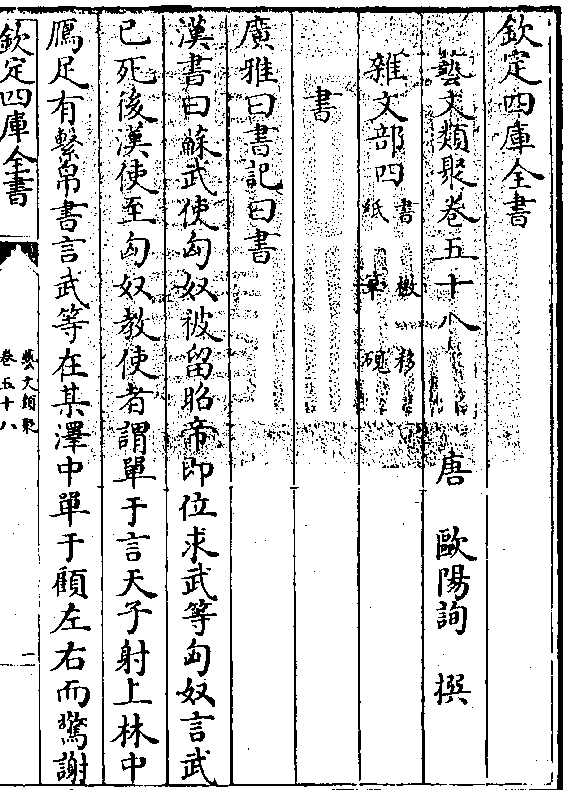 欽定四庫全書
藝文類聚卷五十八 唐 歐陽詢 撰
雜文部四 書 檄 移 紙 筆 硯
書
廣雅曰書記曰書
漢書曰蘇武使匈奴被留昭帝即位求武等匈奴言武
已死後漢使至匈奴教使者謂單于言天子射上林中
鴈足有繫帛書言武等在某澤中單于顧左右而驚謝
欽定四庫全書
藝文類聚
卷五十八